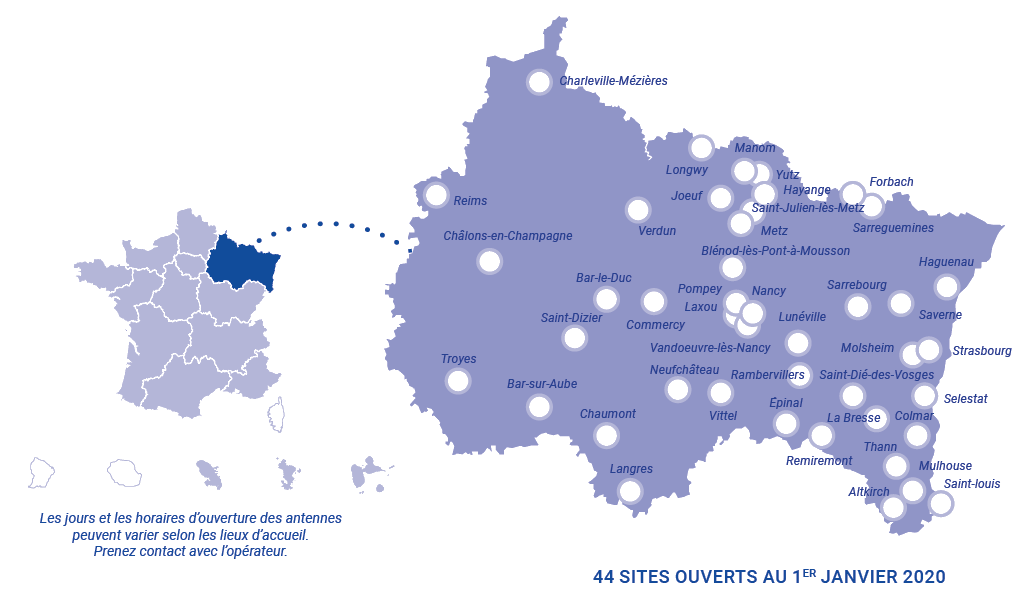 Charleville-Mézières
Manom
Longwy
Yutz
Forbach
Hayange
Joeuf
Reims
Saint-Julien-lès-Metz
Sarreguemines
Verdun
Metz
Châlons-en-Champagne
Blénod-lès-Pont-à-Mousson
Haguenau
Bar-le-Duc
Sarrebourg
Pompey
Nancy
Laxou
Saint-Dizier
Lunéville
Saverne
Commercy
Vandoeuvre-lès-Nancy
Molsheim
Strasbourg
Troyes
Neufchâteau
Rambervillers
Saint-Dié-des-Vosges
Bar-sur-Aube
Selestat
Épinal
Chaumont
Vittel
La Bresse
Colmar
Thann
Remiremont
Langres
Mulhouse
Saint-louis
Altkirch
Les jours et les horaires d'ouverture des antennes
peuvent varier selon les lieux d'accueil.
Prenez contact avec l'opérateur.
44 SITES OUVERTS AU 1ER JANVIER 2020